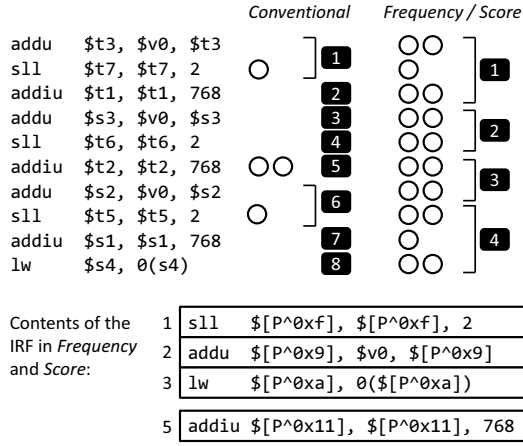 Conventional Frequency / Score
addu $t3, $v0, $t3
sll $t7, $t7, 2
addiu $t1, $t1, 768
addu $s3, $v0, $s3
sll $t6, $t6, 2
addiu $t2, $t2, 768
addu $s2, $v0, $s2
sll $t5, $t5, 2
addiu $s1, $s1, 768
lw $s4, 0(s4)
1
2
3
4
5
6
7
8
1
2
3
4
Contents of the
IRF in Frequency
and Score:
1 sll $[P^0xf], $[P^0xf], 2
2 addu $[P^0x9], $v0, $[P^0x9]
3 lw $[P^0xa], 0($[P^0xa])
5 addiu $[P^0x11], $[P^0x11], 768